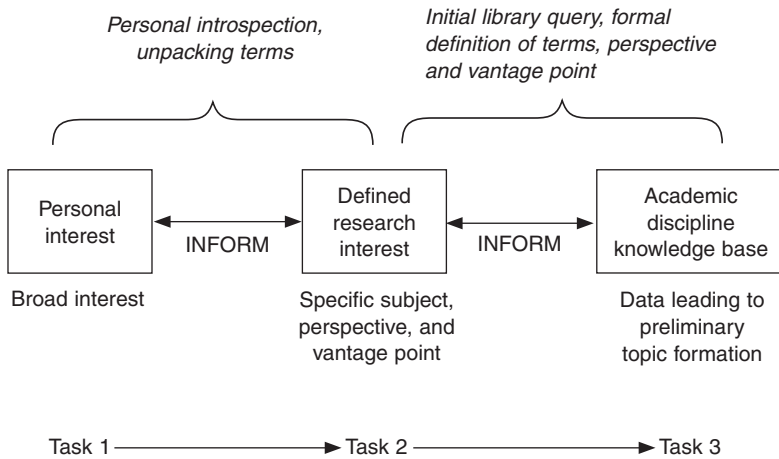 Personal introspection,
unpacking terms
Initial library query, formal
definition of terms, perspective
and vantage point
Personal
interest
INFORM
Defined
research
interest
INFORM
Academic
discipline
knowledge base
Broad interest
Specific subject,
perspective, and
vantage point
Data leading to
preliminary
topic formation
Task 1
Task 2
Task 3